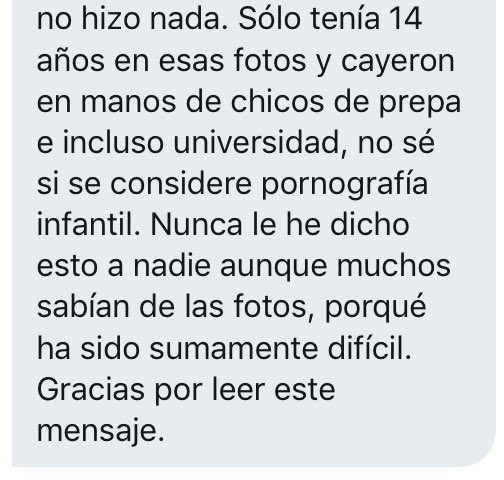 no hizo nada. Sólo tenía 14
años en esas fotos y cayeron
en manos de chicos de prepa
e incluso universidad, no sé
si se considere pornografía
infantil. Nunca le he dicho
esto a nadie aunque muchos
sabían de las fotos, porqué
ha sido sumamente difícil.
Gracias por leer este
mensaje.